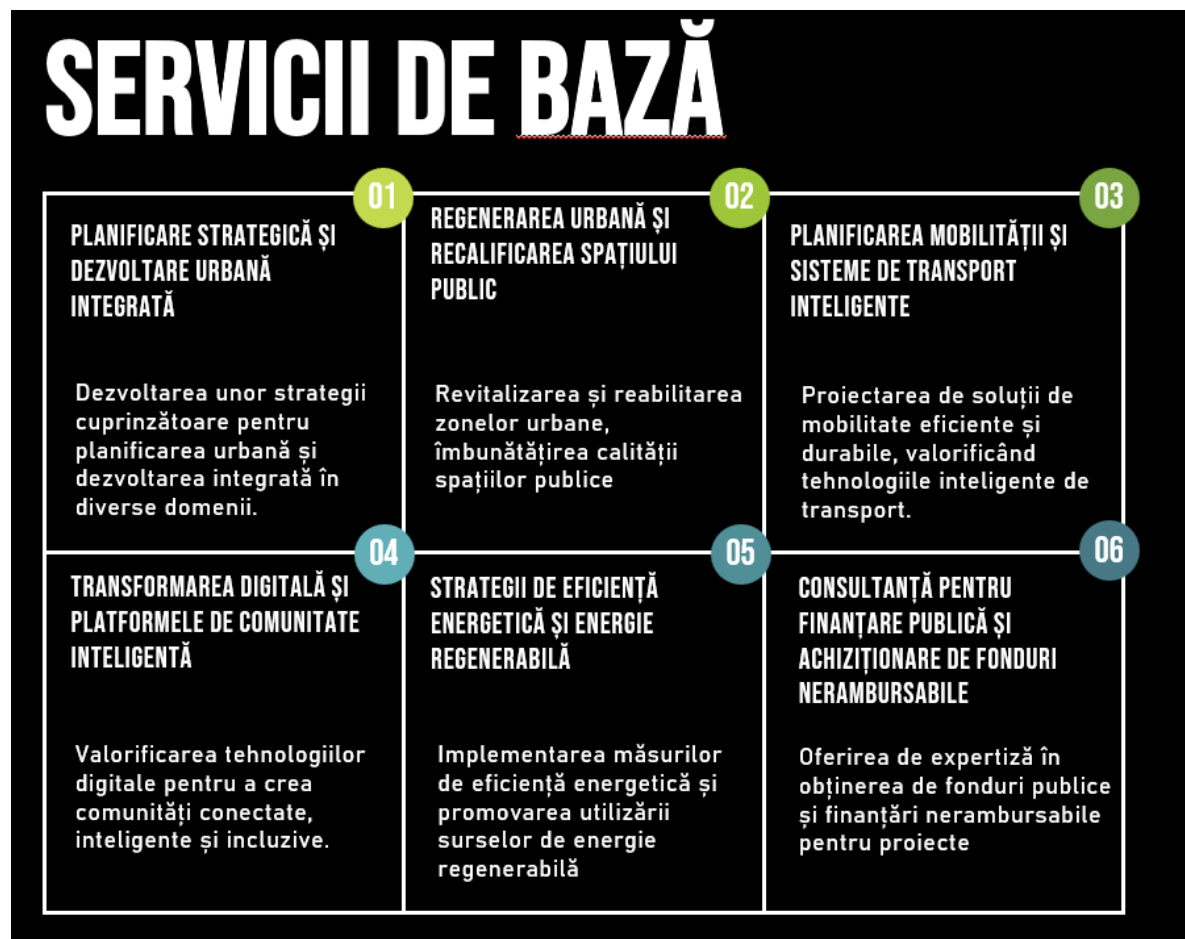 SERVICII DE BAZĂ
01
PLANIFICARE STRATEGICĂ ȘI
DEZVOLTARE URBANĂ
INTEGRATĂ
Dezvoltarea unor strategii
cuprinzătoare pentru
planificarea urbană și
dezvoltarea integrată în
diverse domenii.
02
REGENERAREA URBANĂ ȘI
RECALIFICAREA SPAȚIULUI
PUBLIC
Revitalizarea și reabilitarea
zonelor urbane,
îmbunătățirea calității
spațiilor publice
03
PLANIFICAREA MOBILITĂȚII ȘI
SISTEME DE TRANSPORT
INTELIGENTE
Proiectarea de soluții de
mobilitate eficiente și
durabile, valorificând
tehnologiile inteligente de
transport.
04
TRANSFORMAREA DIGITALĂ ȘI
PLATFORMELE DE COMUNITATE
INTELIGENTĂ
Valorificarea tehnologiilor
digitale pentru a crea
comunități conectate,
inteligente și incluzive.
05
STRATEGII DE EFICIENȚĂ
ENERGETICĂ ȘI ENERGIE
REGENERABILĂ
Implementarea măsurilor
de eficiență energetică și
promovarea utilizării
surselor de energie
regenerabilă
06
CONSULTANȚĂ PENTRU
FINANȚARE PUBLICĂ ȘI
ACHIZIȚIONARE DE FONDURI
NERAMBURSABILE
Oferirea de expertiză în
obținerea de fonduri publice
și finanțări nerambursabile
pentru proiecte